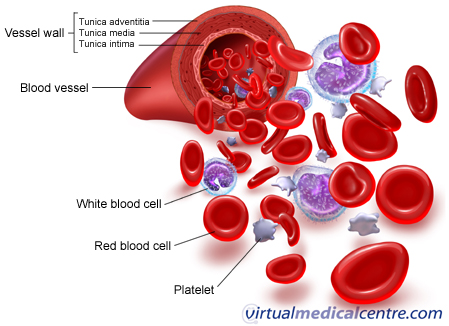 Tunica adventitia
Vessel wall
Tunica media
Tunica intima
Blood vessel
White blood cell
Red blood cell
Platelet
virtualmedicalcentre.com